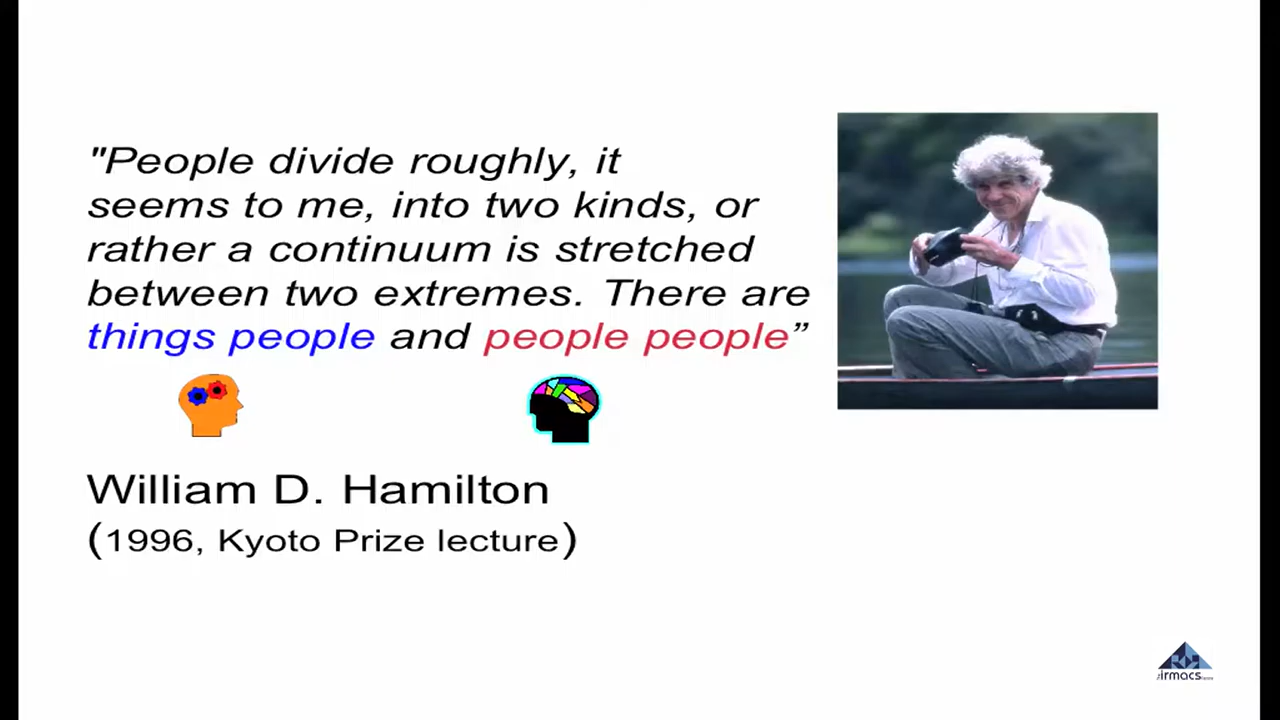 "People divide roughly, it
seems to me, into two kinds, or
rather a continuum is stretched
between two extremes. There are
things people and people people”
William D. Hamilton
(1996, Kyoto Prize lecture)
irmacs